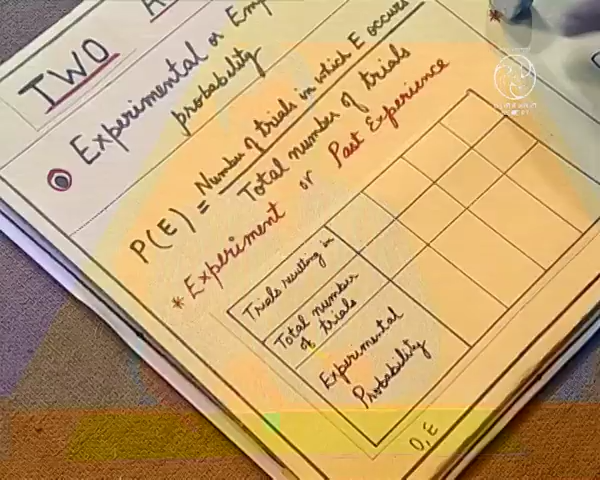 TWO
Experimental or
probability
P(E) = Number of trials in which E occurs
Total number of trials
* Experiment or Past Experience
Trials resulting in
Total number
of trials
Experimental
Probability
O, E